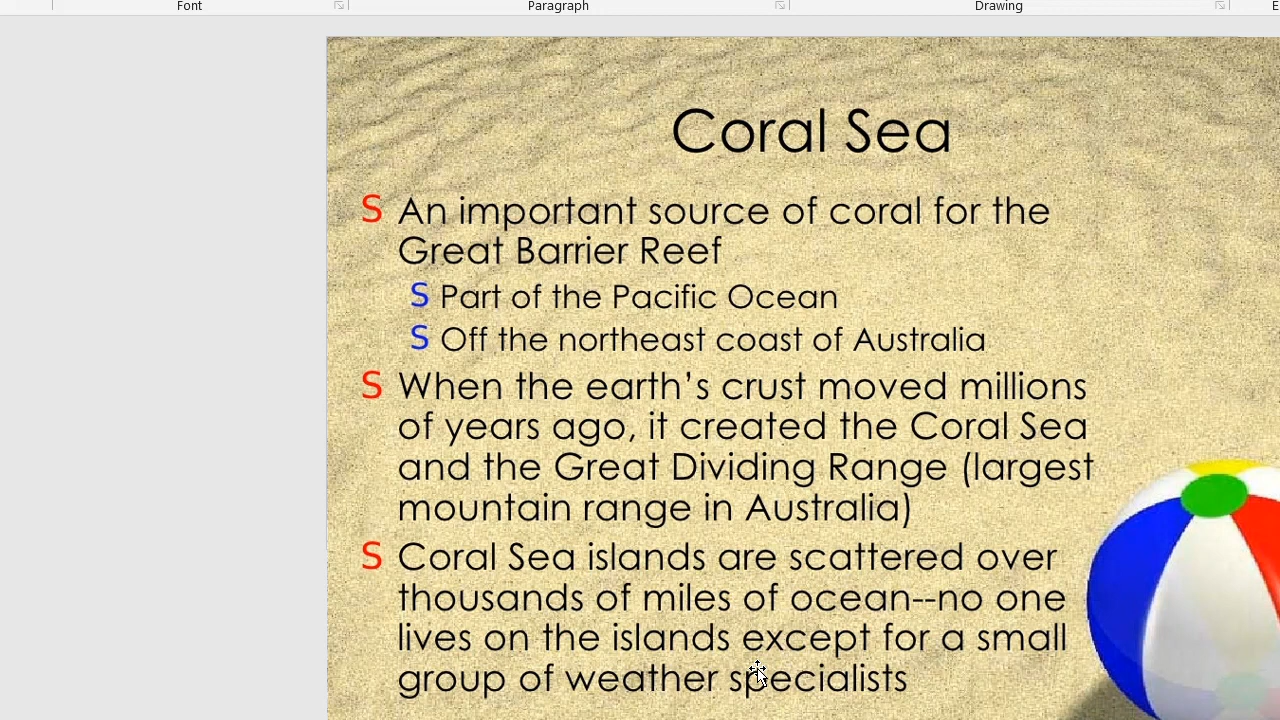 Font Paragraph Drawing E
Coral Sea
S An important source of coral for the
Great Barrier Reef
S Part of the Pacific Ocean
S Off the northeast coast of Australia
S When the earth’s crust moved millions
of years ago, it created the Coral Sea
and the Great Dividing Range (largest
mountain range in Australia)
S Coral Sea islands are scattered over
thousands of miles of ocean--no one
lives on the islands except for a small
group of weather specialists